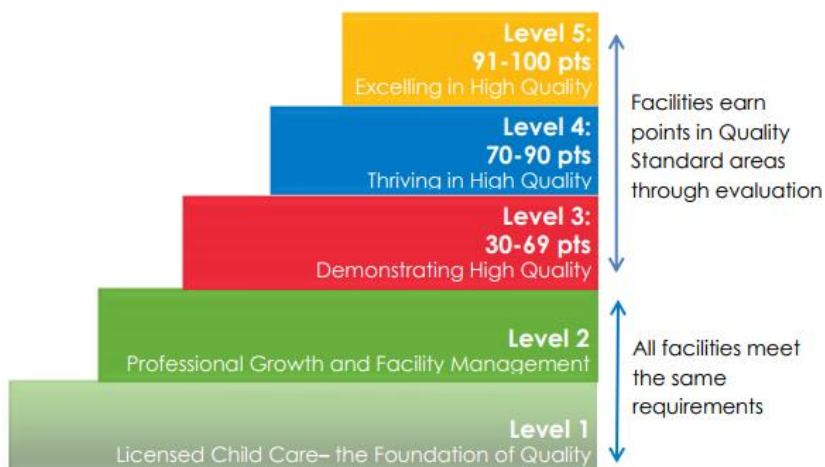 Level 5:
91-100 pts
Excelling in High Quality
Level 4:
70-90 pts
Thriving in High Quality
Level 3:
30-69 pts
Demonstrating High Quality
Level 2
Professional Growth and Facility Management
Level 1
Licensed Child Care– the Foundation of Quality
Facilities earn
points in Quality
Standard areas
through evaluation
All facilities meet
the same
requirements